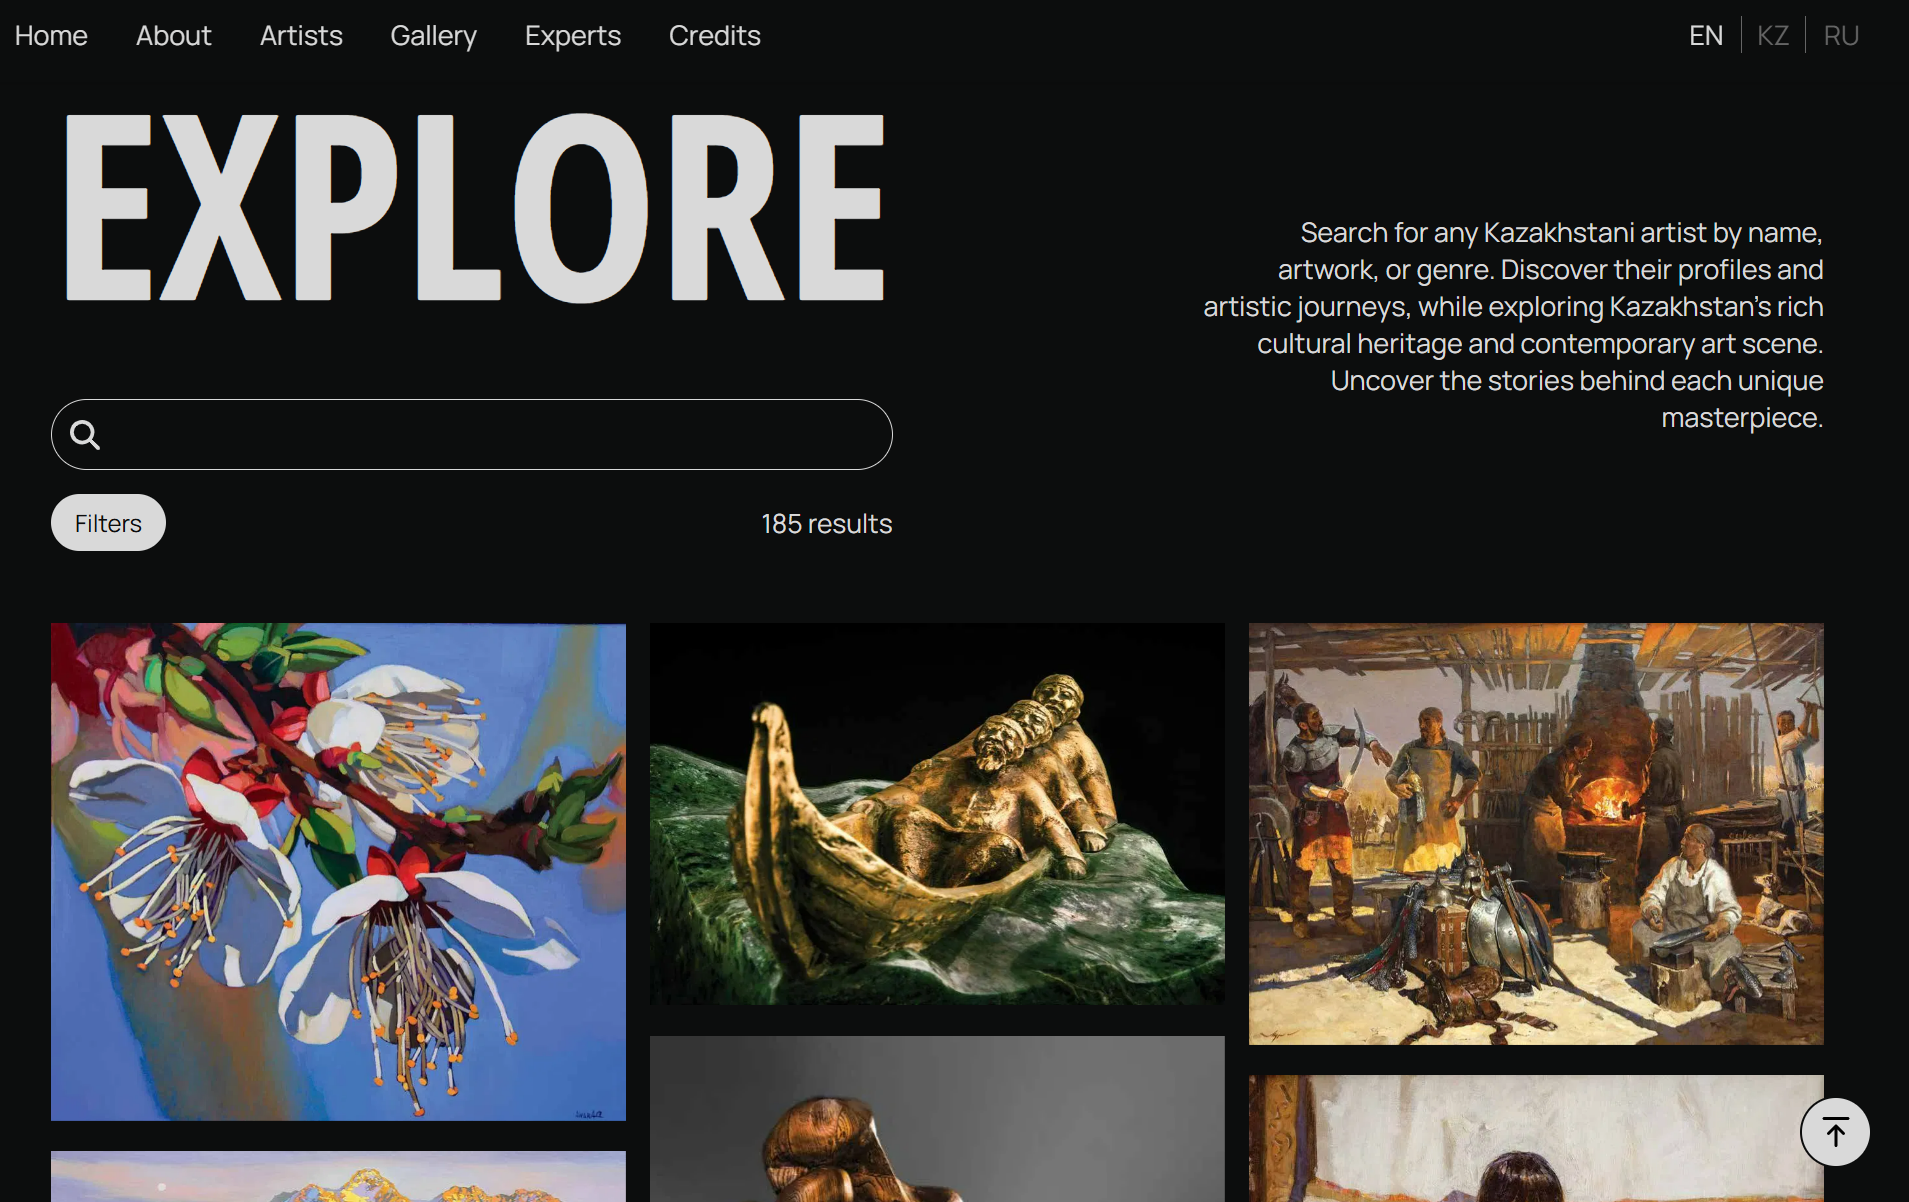 Home About Artists Gallery Experts Credits EN KZ RU
EXPLORE
Search for any Kazakhstani artist by name,
artwork, or genre. Discover their profiles and
artistic journeys, while exploring Kazakhstan’s rich
cultural heritage and contemporary art scene.
Uncover the stories behind each unique
masterpiece.
Filters
185 results